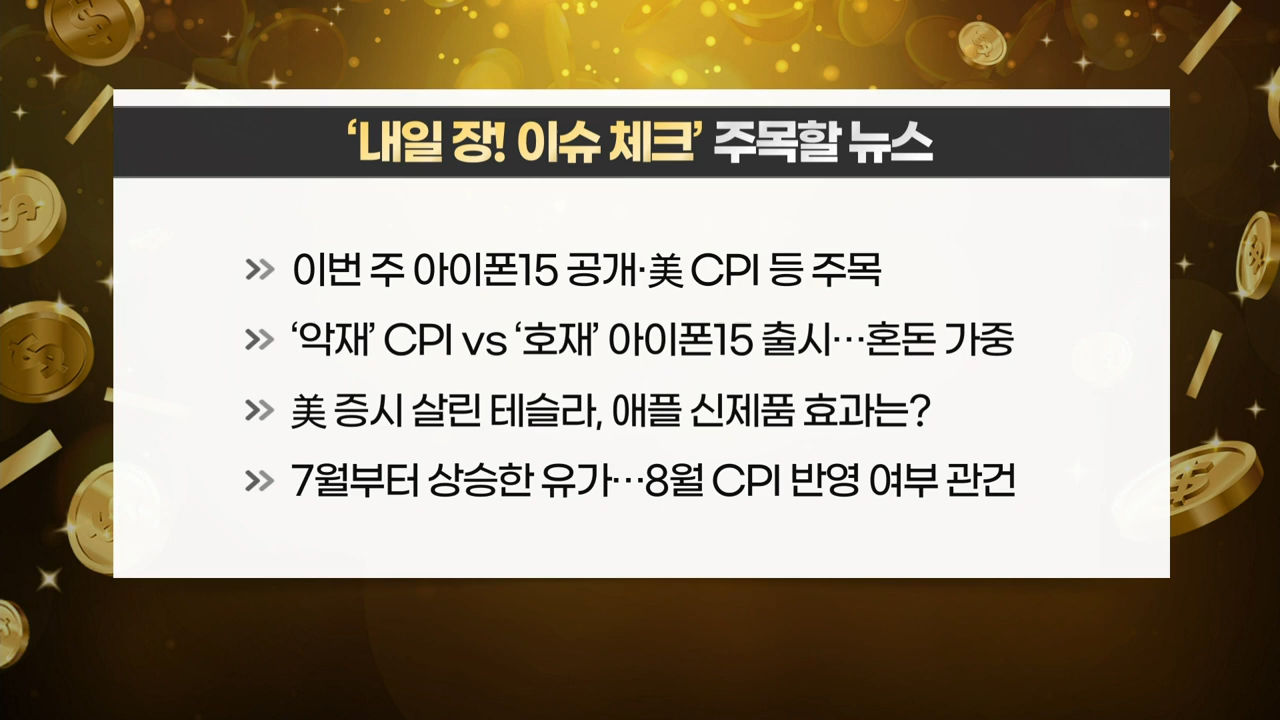 ‘내일 장! 이슈 체크’ 주목할 뉴스
» 이번 주 아이폰15 공개·美 CPI 등 주목
» ‘악재’ CPI vs ‘호재’ 아이폰15 출시…혼돈 가중
» 美 증시 살린 테슬라, 애플 신제품 효과는?
» 7월부터 상승한 유가…8월 CPI 반영 여부 관건